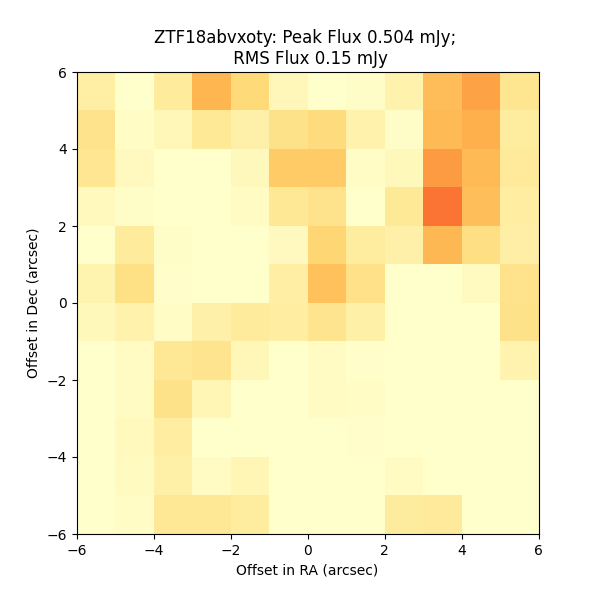 ZTF18abvxoty: Peak Flux 0.504 mJy;
RMS Flux 0.15 mJy
6
4
2
0
−2
−4
−6
Offset in Dec (arcsec)
−6 −4 −2 0 2 4 6
Offset in RA (arcsec)